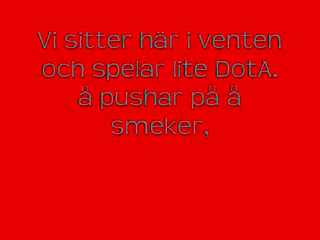 Vi sitter här i venten
och spelar lite DotA.
å pushar på å
smeker,